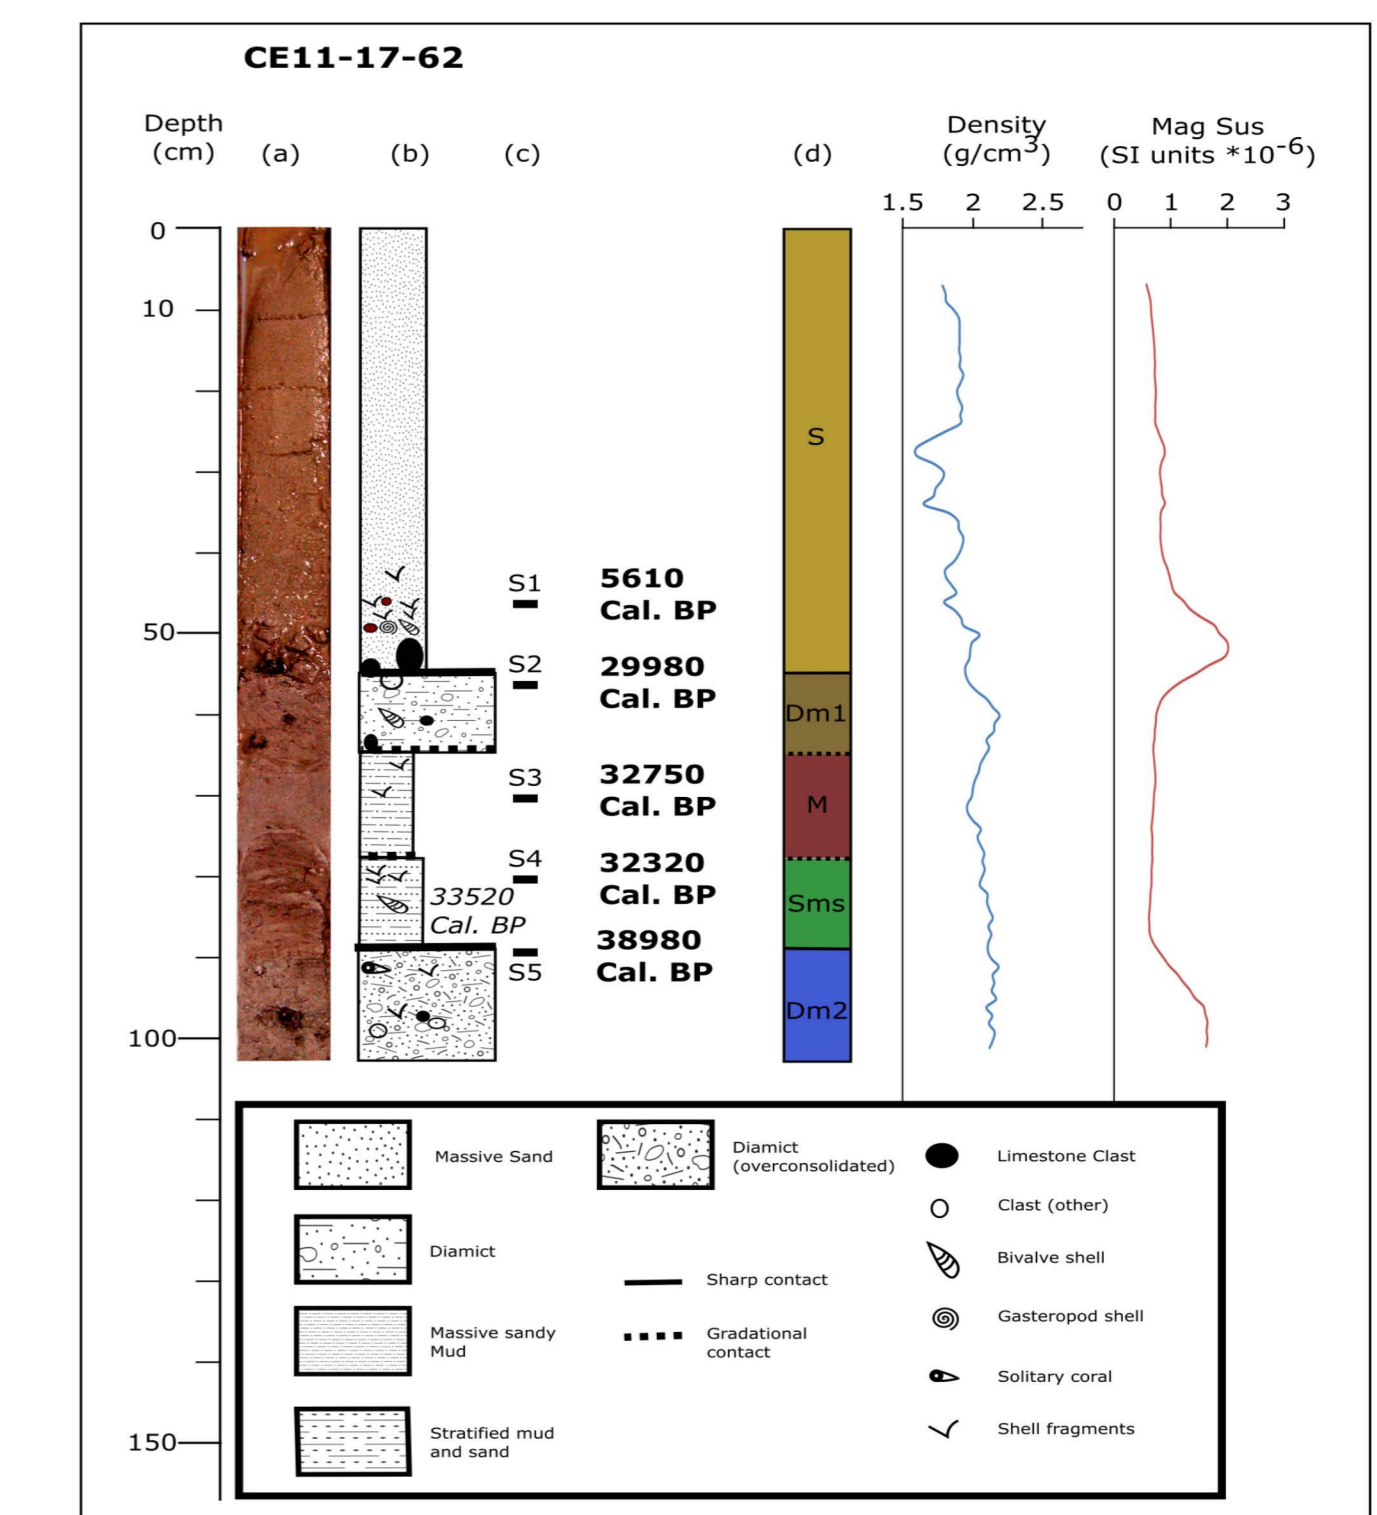 CE11-17-62
Depth
(cm)
(a)
(b)
(c)
(d)
Density
(g/cm³)
Mag Sus
(SI units *10⁻⁶)
1.5 2 2.5
0 1 2 3
0
10
50
100
150
S1
5610
Cal. BP
S2
29980
Cal. BP
S3
32750
Cal. BP
S4
32320
Cal. BP
33520
Cal. BP
38980
Cal. BP
S5
S
Dm1
M
Sms
Dm2
Massive Sand
Diamict
Massive sandy
Mud
Stratified mud
and sand
Diamict
(overconsolidated)
Sharp contact
Gradational
contact
Limestone Clast
Clast (other)
Bivalve shell
Gasteropod shell
Solitary coral
Shell fragments